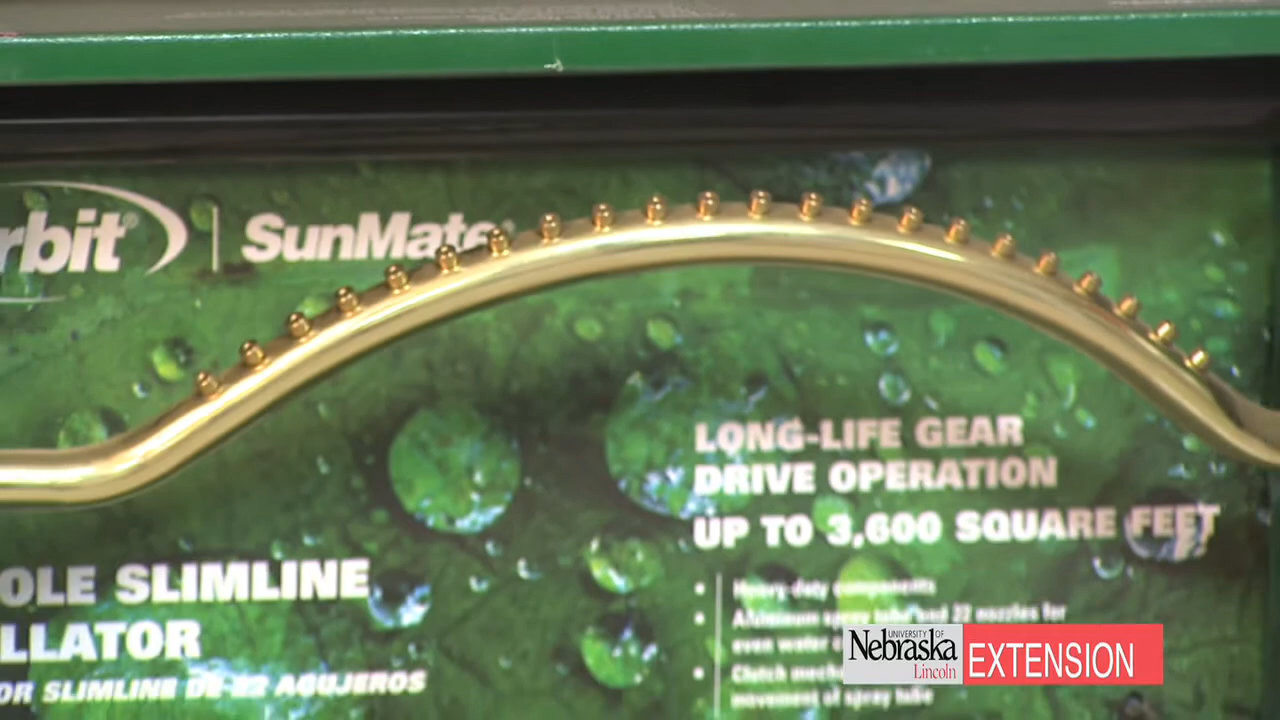 rbit® | SunMate
OLE SLIMLINE
LLATOR
OR SLIMLINE DE 22 AGUJEROS
LONG-LIFE GEAR
DRIVE OPERATION
UP TO 3,600 SQUARE FEET
• Heavy-duty components
• Aluminum spray tube and 22 nozzles for
even water
• Clutch
movement of spray tube
UNIVERSITY OF
Nebraska
Lincoln
EXTENSION